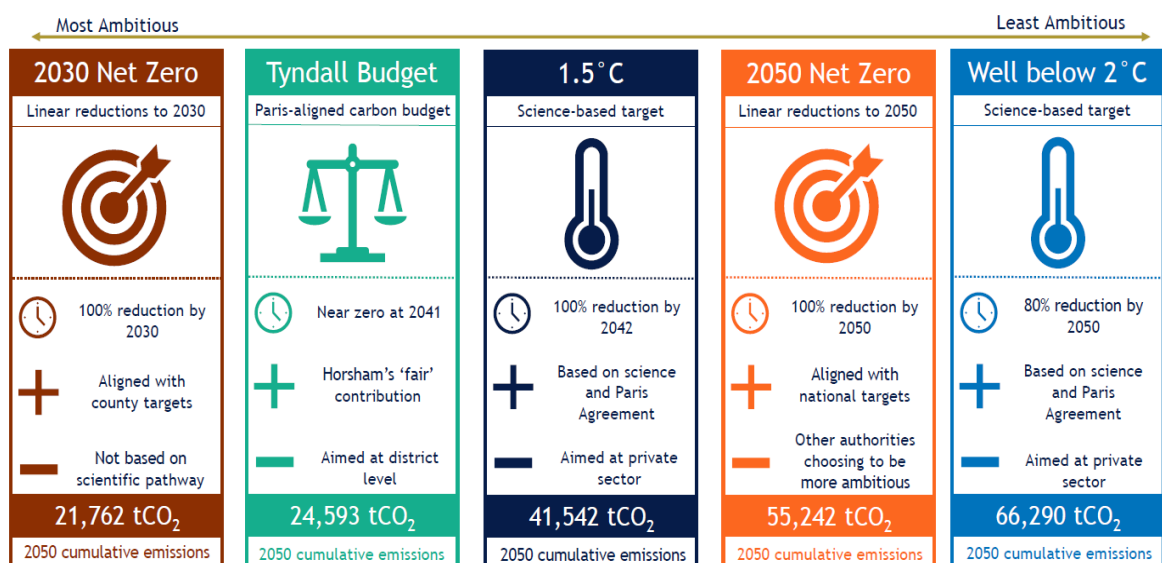 Most Ambitious
Least Ambitious
2030 Net Zero
Linear reductions to 2030
100% reduction by
2030
Aligned with
county targets
Not based on
scientific pathway
21,762 tCO₂
2050 cumulative emissions
Tyndall Budget
Paris-aligned carbon budget
Near zero at 2041
Horsham's ‘fair’
contribution
Aimed at district
level
24,593 tCO₂
2050 cumulative emissions
1.5°C
Science-based target
100% reduction by
2042
Based on science
and Paris
Agreement
Aimed at private
sector
41,542 tCO₂
2050 cumulative emissions
2050 Net Zero
Linear reductions to 2050
100% reduction by
2050
Aligned with
national targets
Other authorities
choosing to be
more ambitious
55,242 tCO₂
2050 cumulative emissions
Well below 2°C
Science-based target
80% reduction by
2050
Based on science
and Paris
Agreement
Aimed at private
sector
66,290 tCO₂
2050 cumulative emissions